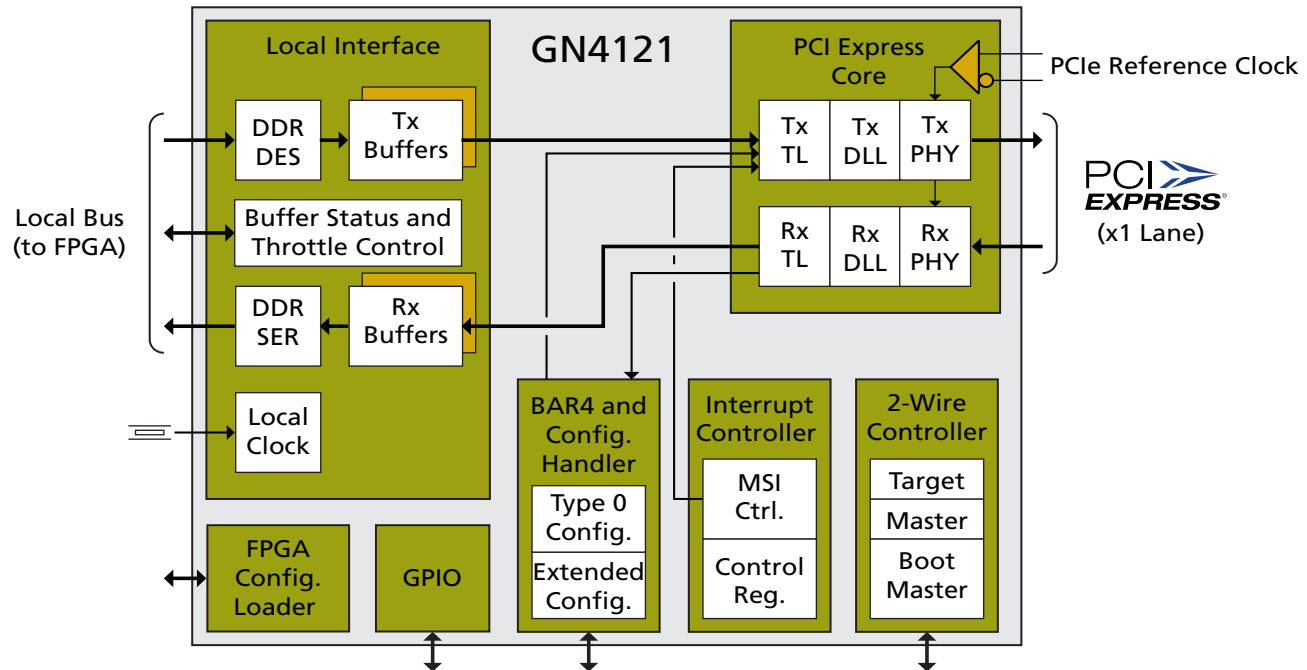 GN4121
Local Interface
DDR
DES
Tx
Buffers
Buffer Status and
Throttle Control
DDR
SER
Rx
Buffers
Local
Clock
Local Bus
(to FPGA)
PCI Express
Core
Tx
TL
Tx
DLL
Tx
PHY
Rx
TL
Rx
DLL
Rx
PHY
PCIe Reference Clock
PCI
EXPRESS®
(x1 Lane)
FPGA
Config.
Loader
GPIO
BAR4 and
Config.
Handler
Type 0
Config.
Extended
Config.
Interrupt
Controller
MSI
Ctrl.
Control
Reg.
2-Wire
Controller
Target
Master
Boot
Master